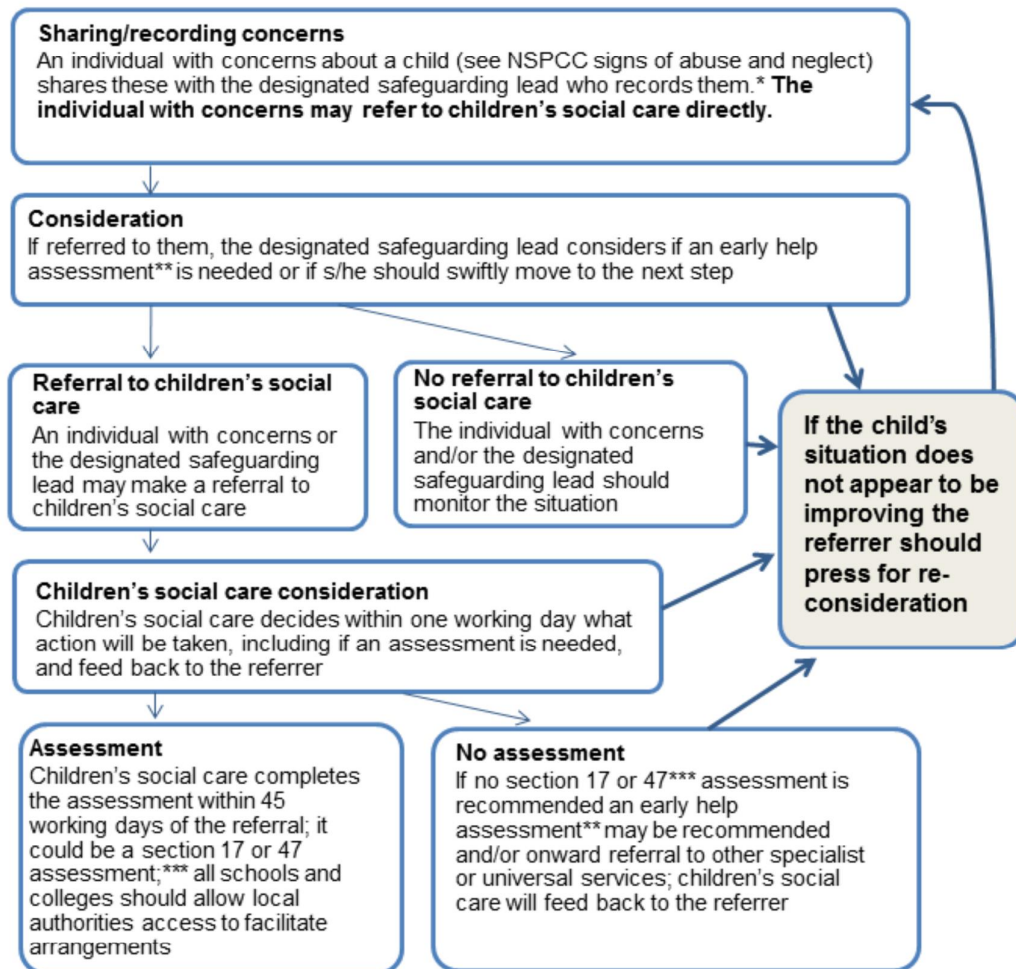 Sharing/recording concerns
An individual with concerns about a child (see NSPCC signs of abuse and neglect)
shares these with the designated safeguarding lead who records them.* The
individual with concerns may refer to children’s social care directly.
Consideration
If referred to them, the designated safeguarding lead considers if an early help
assessment** is needed or if s/he should swiftly move to the next step
Referral to children’s social
care
An individual with concerns or
the designated safeguarding
lead may make a referral to
children’s social care
No referral to children’s
social care
The individual with concerns
and/or the designated
safeguarding lead should
monitor the situation
If the child’s
situation does
not appear to be
improving the
referrer should
press for re-
consideration
Children’s social care consideration
Children’s social care decides within one working day what
action will be taken, including if an assessment is needed,
and feed back to the referrer
Assessment
Children’s social care completes
the assessment within 45
working days of the referral; it
could be a section 17 or 47
assessment;*** all schools and
colleges should allow local
authorities access to facilitate
arrangements
No assessment
If no section 17 or 47*** assessment is
recommended an early help
assessment** may be recommended
and/or onward referral to other specialist
or universal services; children’s social
care will feed back to the referrer